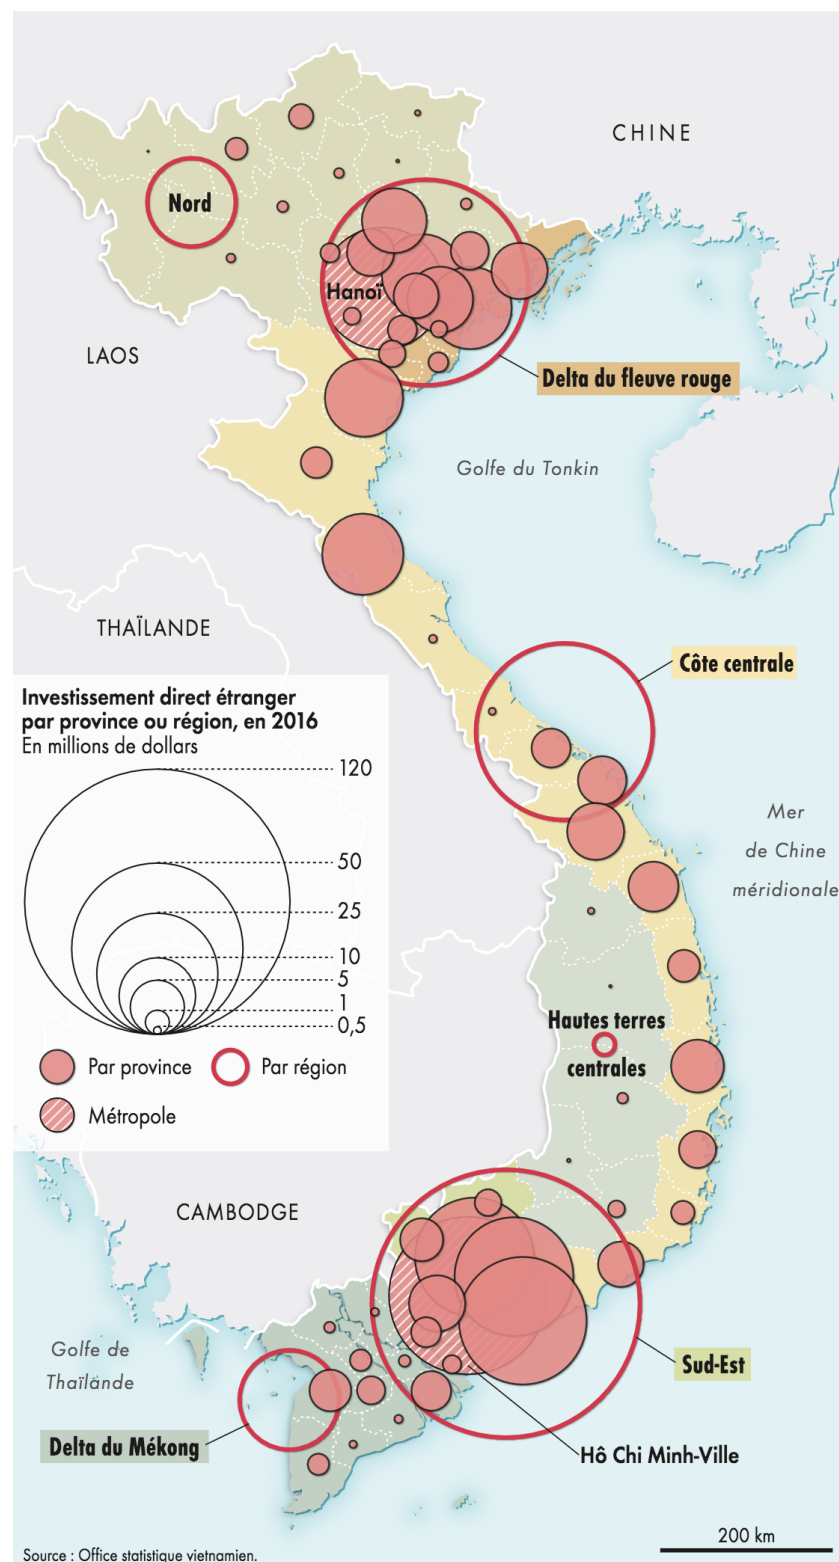 CHINE
Nord
Hanoï
LAOS
Delta du fleuve rouge
Golfe du Tonkin
THAÏLANDE
Côte centrale
Investissement direct étranger
par province ou région, en 2016
En millions de dollars
120
50
25
10
5
1
0,5
Par province
Par région
Métropole
Mer
de Chine
méridionale
Hautes terres
centrales
CAMBODGE
Golfe de
Thaïlande
Sud-Est
Delta du Mékong
Hô Chi Minh-Ville
200 km
Source : Office statistique vietnamien.